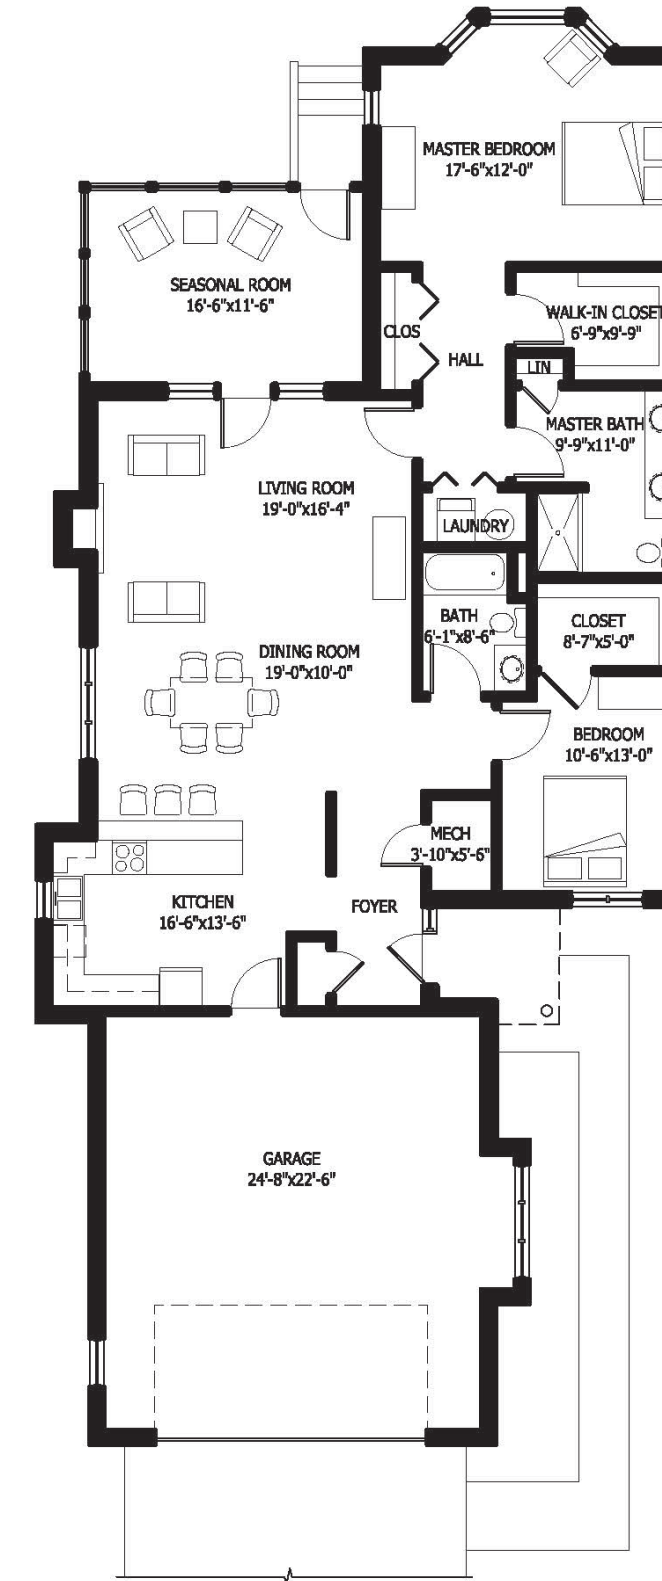 MASTER BEDROOM
17'-6"x12'-0"
SEASONAL ROOM
16'-6"x11'-6"
CLOS
HALL
WALK-IN CLOSET
6'-9"x9'-9"
LIN
MASTER BATH
9'-9"x11'-0"
LIVING ROOM
19'-0"x16'-4"
LAUNDRY
BATH
6'-1"x8'-6"
CLOSET
8'-7"x5'-0"
DINING ROOM
19'-0"x10'-0"
BEDROOM
10'-6"x13'-0"
MECH
3'-10"x5'-6"
KITCHEN
16'-6"x13'-6"
FOYER
GARAGE
24'-8"x22'-6"